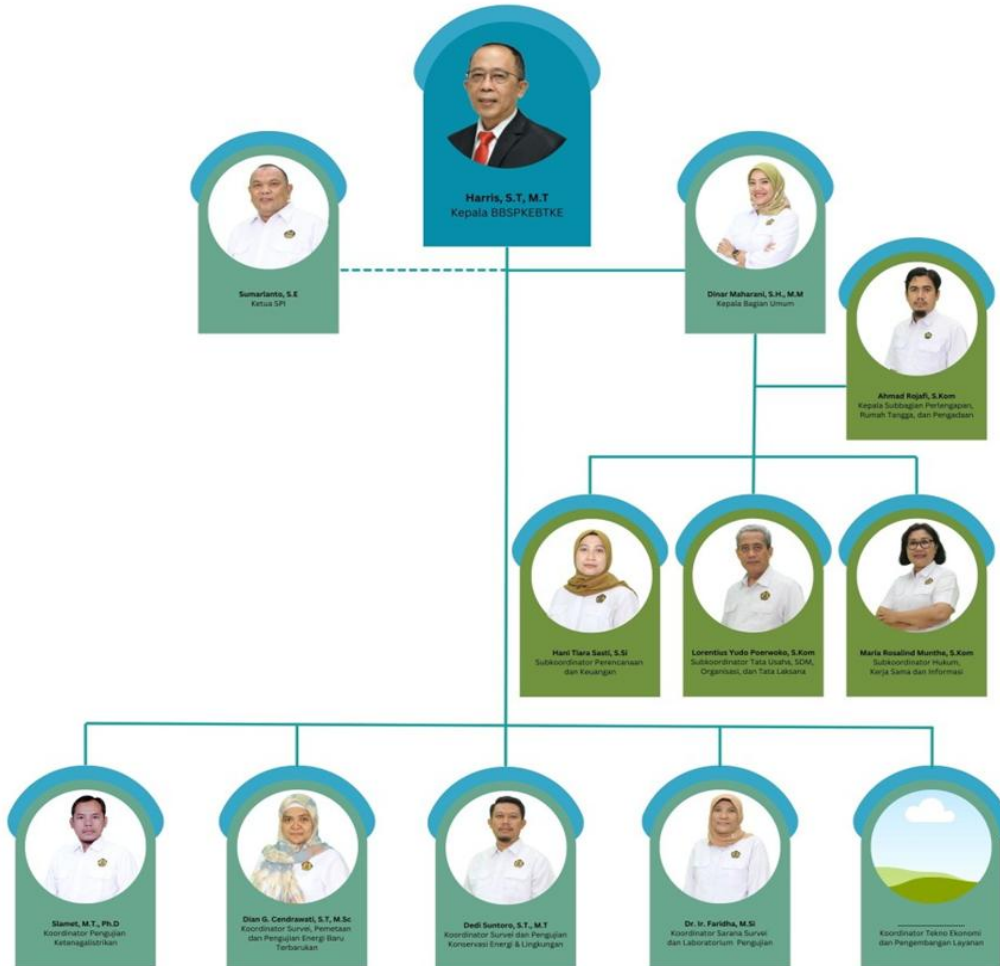 Harris, S.T, M.T
Kepala BBSPKEBTKE
Sumarlanto, S.E
Ketua SPI
Dinar Maharani, S.H., M.M
Kepala Bagian Umum
Ahmad Rojafi, S.Kom
Kepala Subbagian Perlengapan,
Rumah Tangga, dan Pengadaan
Hani Tiara Sasti, S.Si
Subkoordinator Perencanaan
dan Keuangan
Lorentius Yudo Poerwoko, S.Kom
Subkoordinator Tata Usaha, SDM,
Organisasi, dan Tata Laksana
Maria Rosalind Munthe, S.Kom
Subkoordinator Hukum,
Kerja Sama dan Informasi
Slamet, M.T., Ph.D
Koordinator Pengujian
Ketenagalistrikan
Dian G. Cendrawati, S.T, M.Sc
Koordinator Survei, Pemetaan
dan Pengujian Energi Baru
Terbarukan
Dedi Suntoro, S.T., M.T
Koordinator Survei dan Pengujian
Konservasi Energi & Lingkungan
Dr. Ir. Faridha, M.Si
Koordinator Sarana Survei
dan Laboratorium Pengujian
........................
Koordinator Tekno Ekonomi
dan Pengembangan Layanan